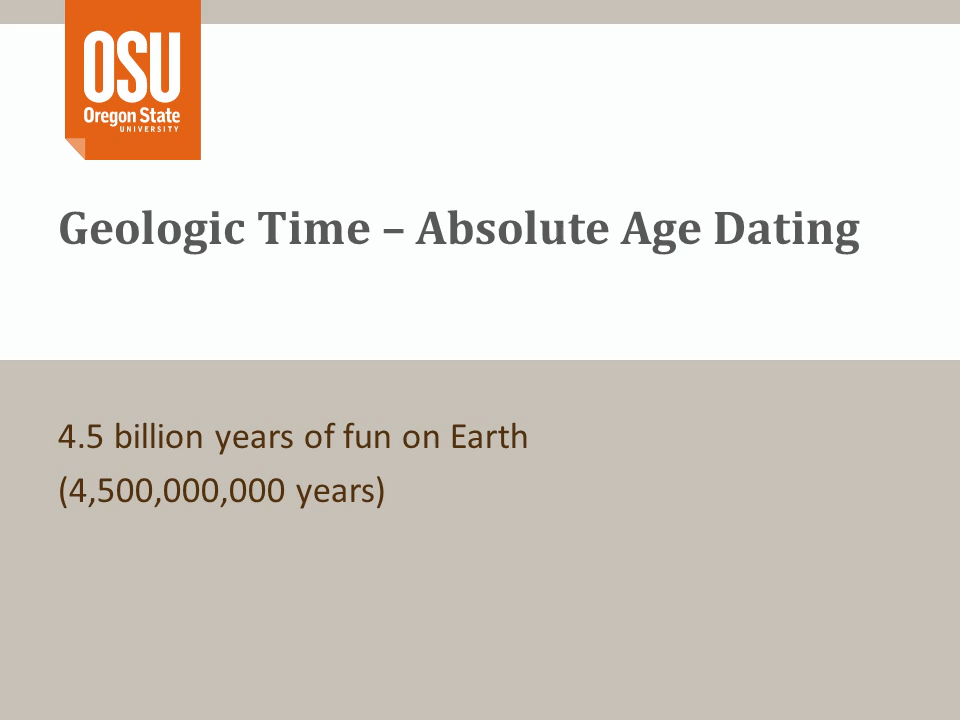 OSU
Oregon State
UNIVERSITY
Geologic Time – Absolute Age Dating
4.5 billion years of fun on Earth
(4,500,000,000 years)